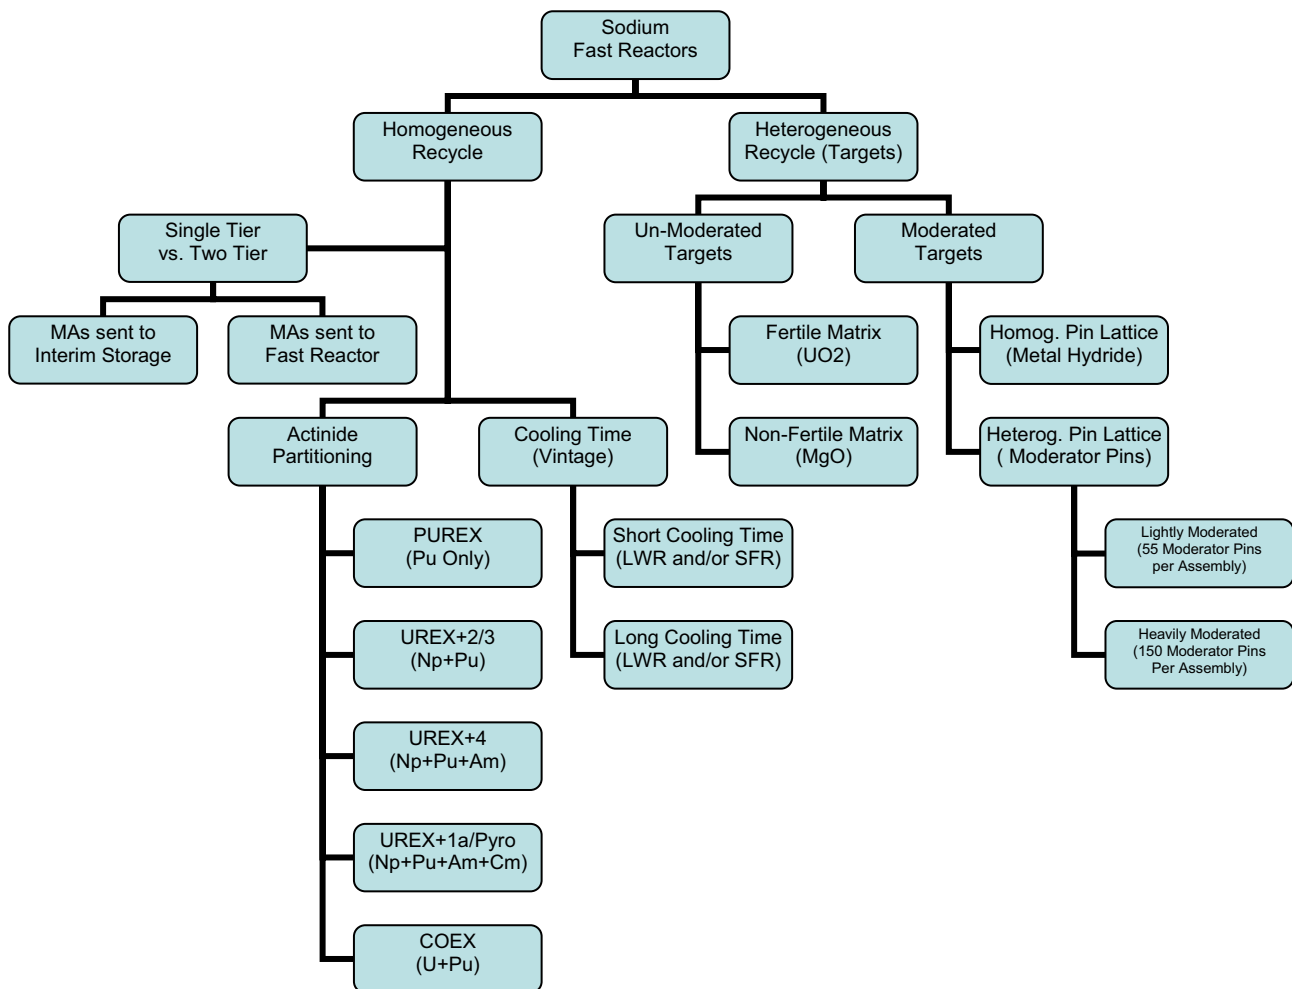 Sodium
Fast Reactors
Homogeneous
Recycle
Heterogeneous
Recycle (Targets)
Single Tier
vs. Two Tier
Un-Moderated
Targets
Moderated
Targets
MAs sent to
Interim Storage
MAs sent to
Fast Reactor
Fertile Matrix
(UO2)
Homog. Pin Lattice
(Metal Hydride)
Actinide
Partitioning
Cooling Time
(Vintage)
Non-Fertile Matrix
(MgO)
Heterog. Pin Lattice
( Moderator Pins)
PUREX
(Pu Only)
Short Cooling Time
(LWR and/or SFR)
Lightly Moderated
(55 Moderator Pins
per Assembly)
UREX+2/3
(Np+Pu)
Long Cooling Time
(LWR and/or SFR)
Heavily Moderated
(150 Moderator Pins
Per Assembly)
UREX+4
(Np+Pu+Am)
UREX+1a/Pyro
(Np+Pu+Am+Cm)
COEX
(U+Pu)